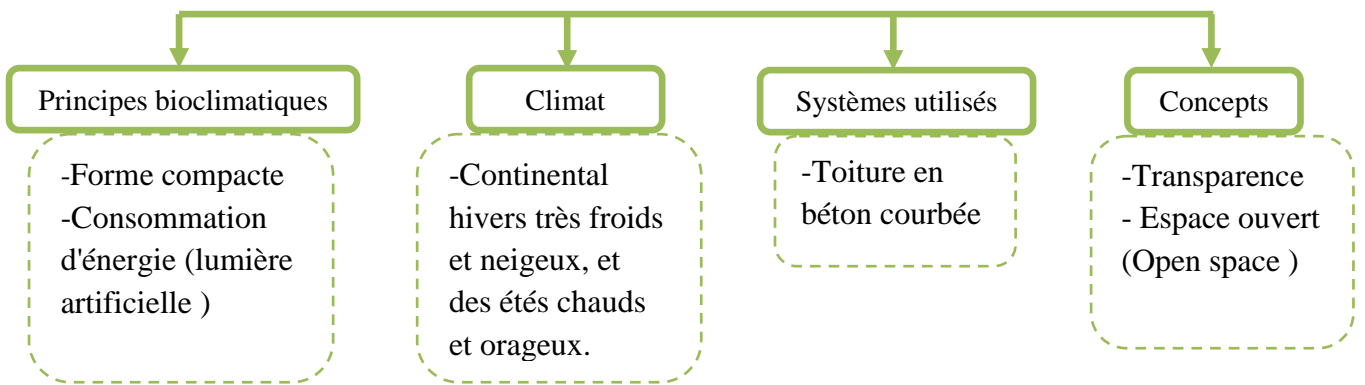 Principes bioclimatiques
-Forme compacte
-Consommation
d'énergie (lumière
artificielle )
Climat
-Continental
hivers très froids
et neigeux, et
des étés chauds
et orageux.
Systèmes utilisés
-Toiture en
béton courbée
Concepts
-Transparence
- Espace ouvert
(Open space )